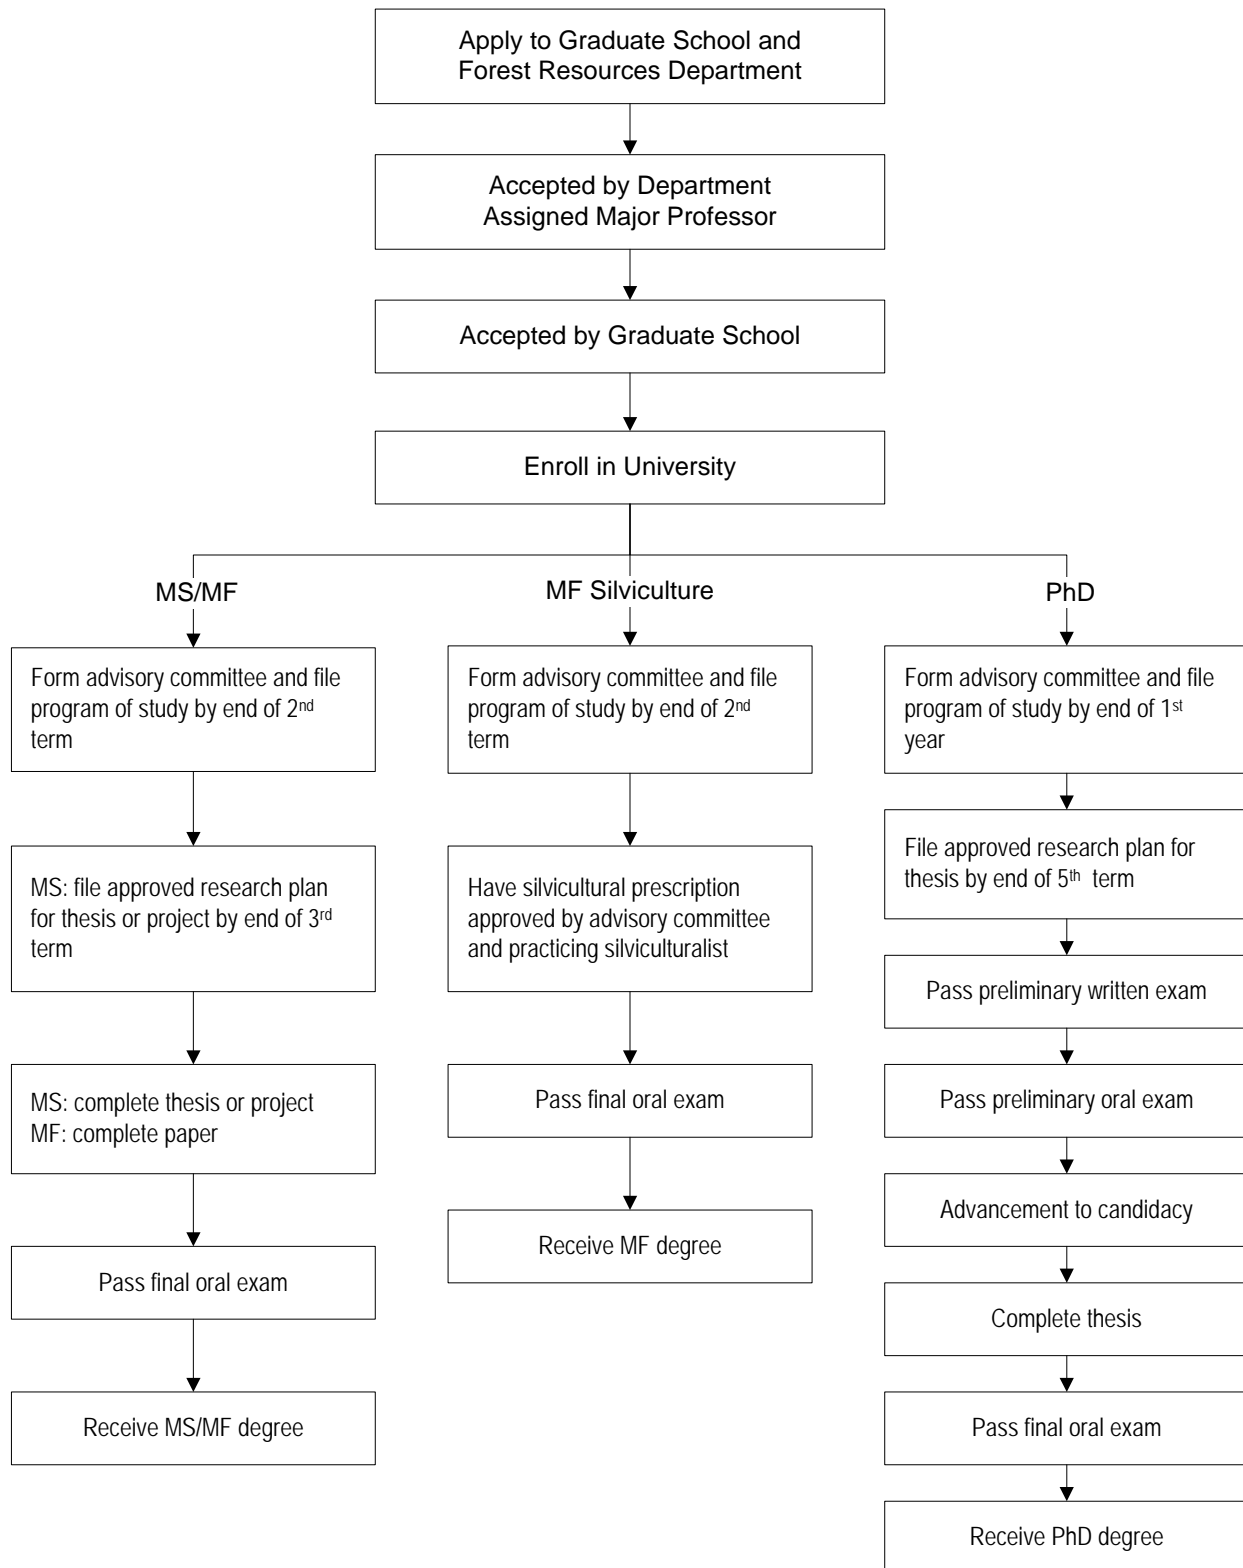 Apply to Graduate School and
Forest Resources Department
Accepted by Department
Assigned Major Professor
Accepted by Graduate School
Enroll in University
MS/MF
Form advisory committee and file
program of study by end of 2nd
term
MS: file approved research plan
for thesis or project by end of 3rd
term
MS: complete thesis or project
MF: complete paper
Pass final oral exam
Receive MS/MF degree
MF Silviculture
Form advisory committee and file
program of study by end of 2nd
term
Have silvicultural prescription
approved by advisory committee
and practicing silviculturalist
Pass final oral exam
Receive MF degree
PhD
Form advisory committee and file
program of study by end of 1st
year
File approved research plan for
thesis by end of 5th term
Pass preliminary written exam
Pass preliminary oral exam
Advancement to candidacy
Complete thesis
Pass final oral exam
Receive PhD degree